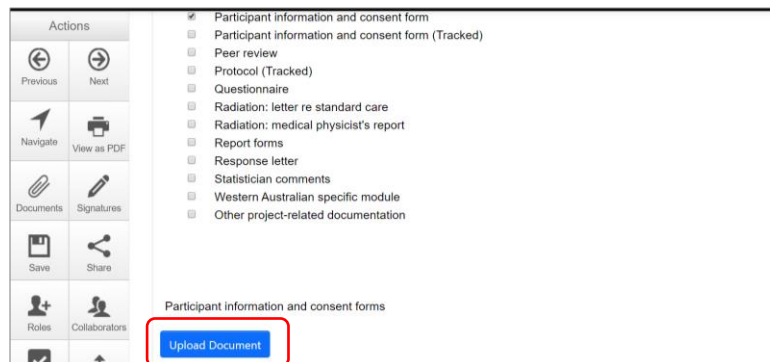 Actions
Previous
Next
Navigate
View as PDF
Documents
Signatures
Save
Share
Roles
Collaborators
Participant information and consent form
Participant information and consent form (Tracked)
Peer review
Protocol (Tracked)
Questionnaire
Radiation: letter re standard care
Radiation: medical physicist's report
Report forms
Response letter
Statistician comments
Western Australian specific module
Other project-related documentation
Participant information and consent forms
Upload Document